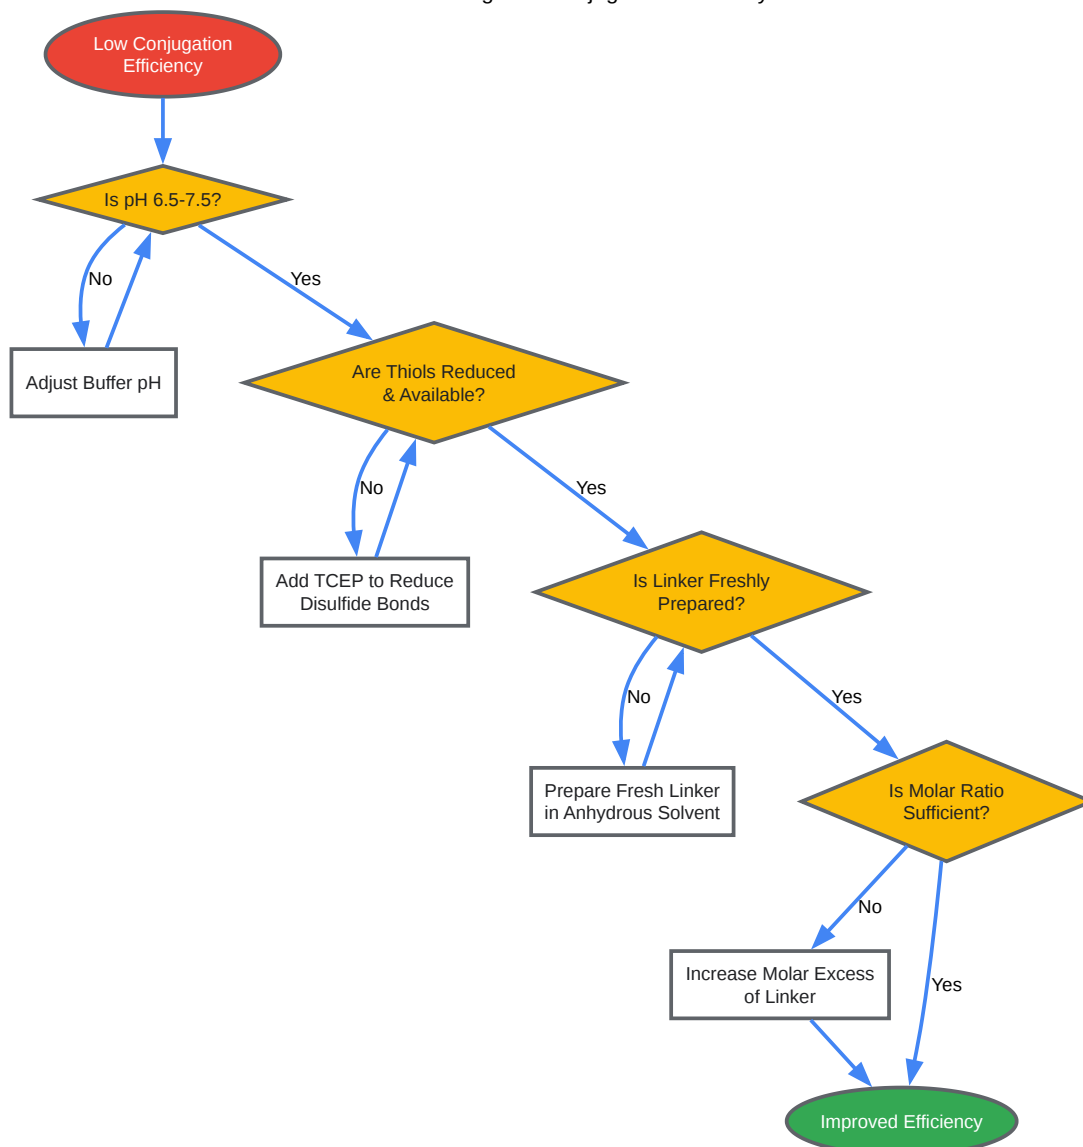 Low Conjugation
Efficiency
Is pH 6.5-7.5?
No
Yes
Adjust Buffer pH
Are Thiols Reduced
& Available?
No
Yes
Add TCEP to Reduce
Disulfide Bonds
Is Linker Freshly
Prepared?
No
Yes
Prepare Fresh Linker
in Anhydrous Solvent
Is Molar Ratio
Sufficient?
No
Yes
Increase Molar Excess
of Linker
Improved Efficiency